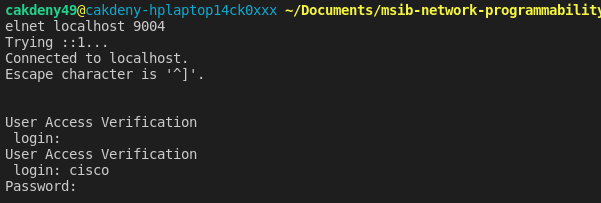 cakdeny49@cakdeny-hplaptop14ck0xxx ~/Documents/msib-network-programmability
elnet localhost 9004
Trying ::1...
Connected to localhost.
Escape character is '^]'.
User Access Verification
 login:
User Access Verification
 login: cisco
Password: